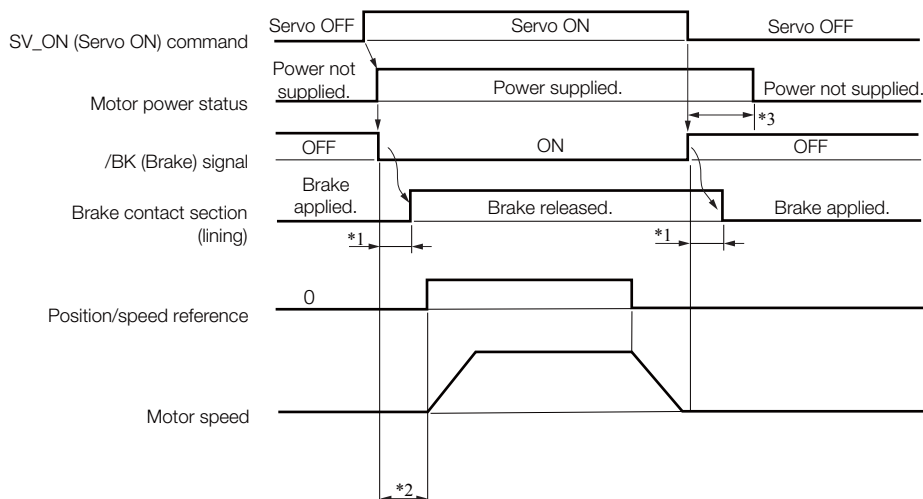 SV_ON (Servo ON) command
Servo OFF
Servo ON
Servo OFF
Motor power status
Power not
supplied.
Power supplied.
Power not supplied.
*3
/BK (Brake) signal
OFF
ON
OFF
Brake contact section
(lining)
Brake
applied.
Brake released.
Brake applied.
*1
*1
Position/speed reference
0
Motor speed
*2